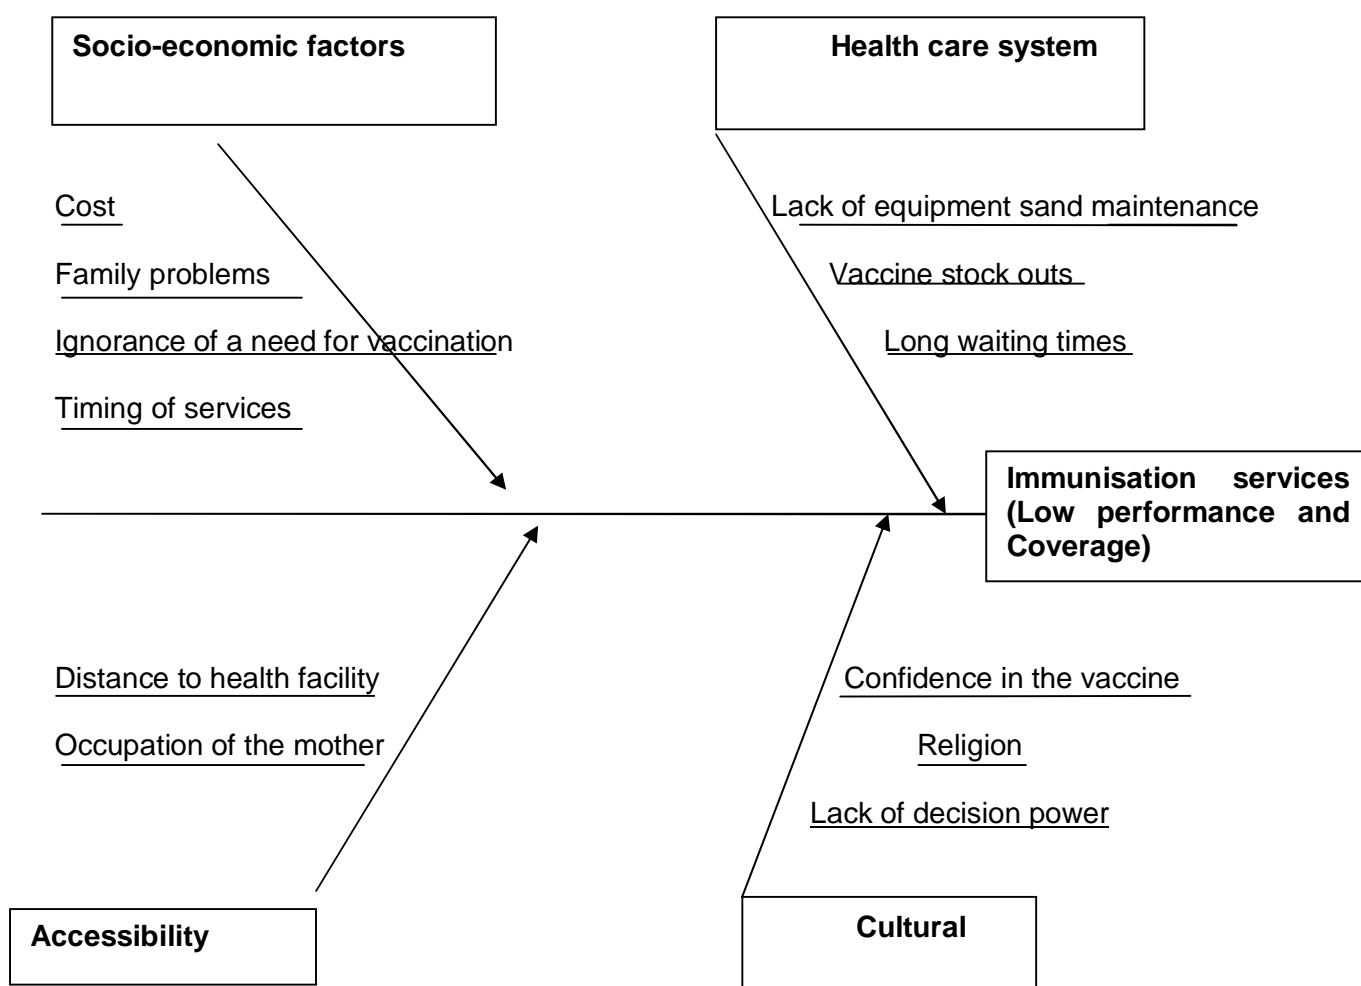 Socio-economic factors
Health care system
Cost
Lack of equipment sand maintenance
Family problems
Vaccine stock outs
Ignorance of a need for vaccination
Long waiting times
Timing of services
Immunisation services
(Low performance and
Coverage)
Distance to health facility
Confidence in the vaccine
Occupation of the mother
Religion
Lack of decision power
Accessibility
Cultural